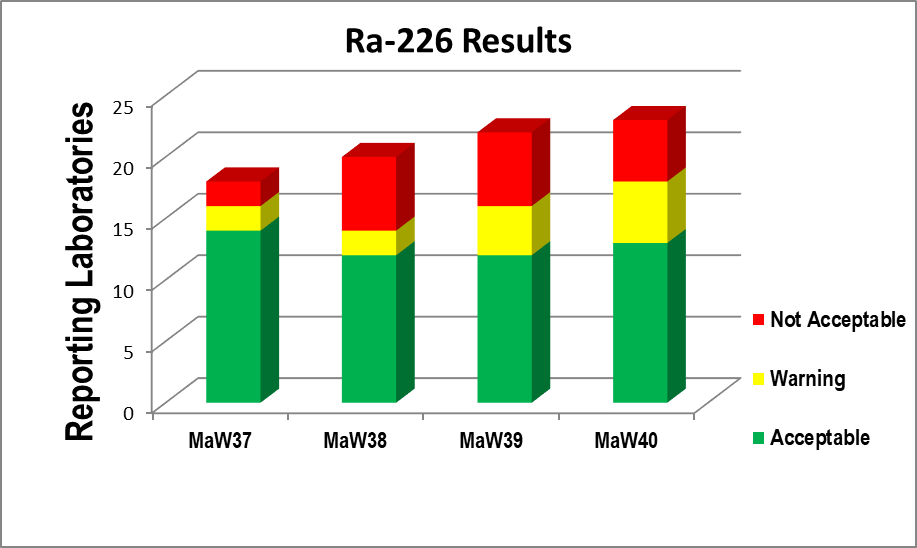 Ra-226 Results
Reporting Laboratories
25
20
15
10
5
0
MaW37 MaW38 MaW39 MaW40
Not Acceptable
Warning
Acceptable